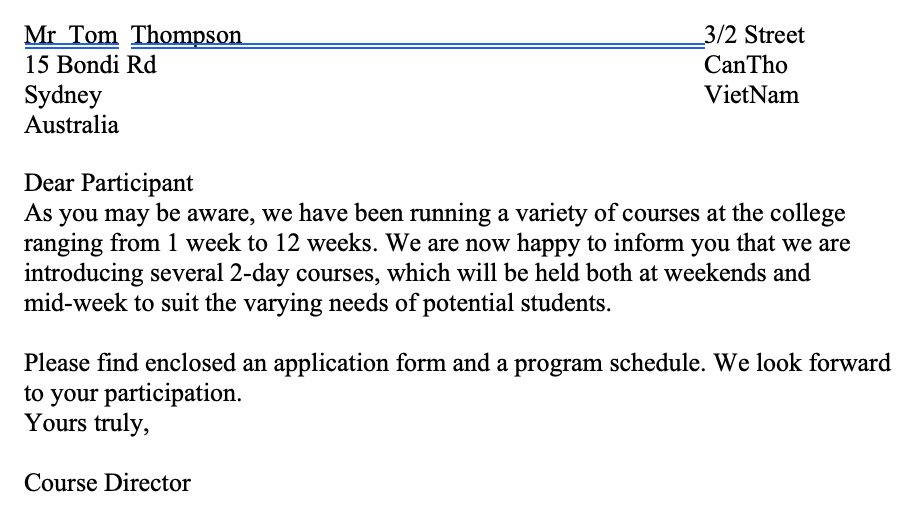 Mr Tom Thompson 3/2 Street
15 Bondi Rd CanTho
Sydney VietNam
Australia
Dear Participant
As you may be aware, we have been running a variety of courses at the college
ranging from 1 week to 12 weeks. We are now happy to inform you that we are
introducing several 2-day courses, which will be held both at weekends and
mid-week to suit the varying needs of potential students.
Please find enclosed an application form and a program schedule. We look forward
to your participation.
Yours truly,
Course Director